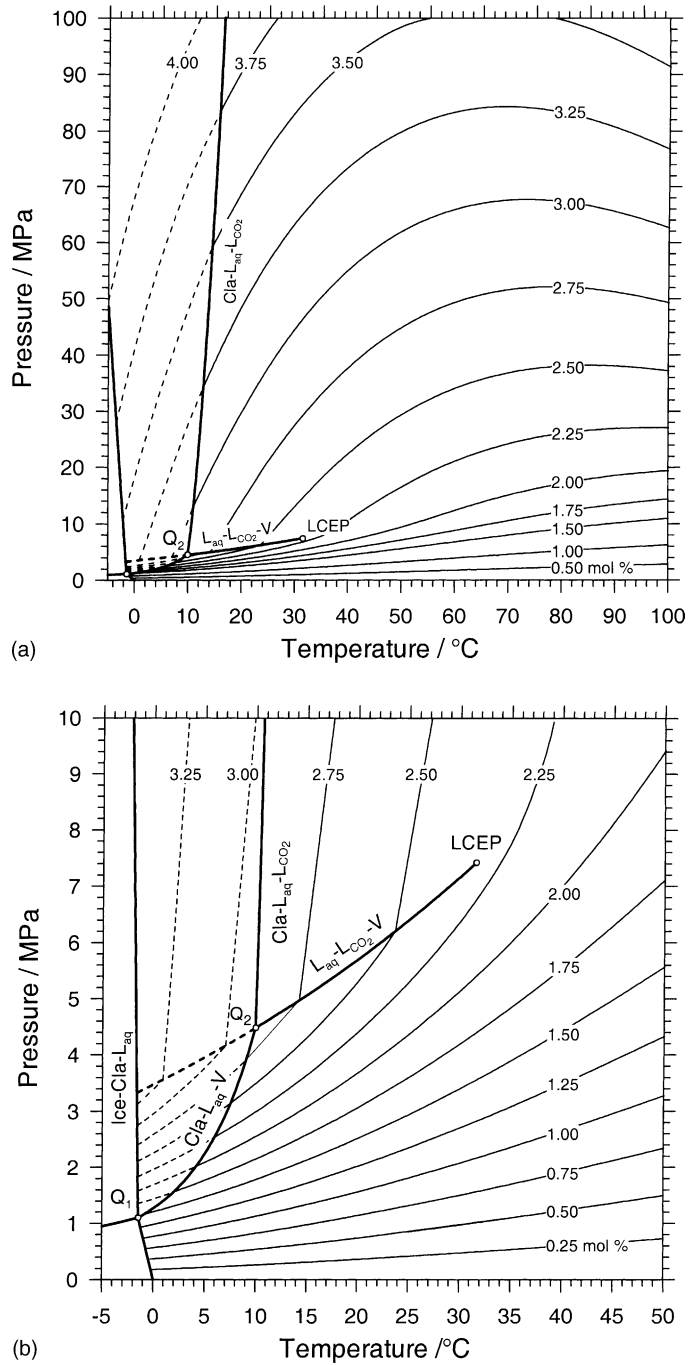 100
90
80
70
60
50
40
30
20
10
0
Pressure / MPa
4.00
3.75
3.50
3.25
3.00
2.75
2.50
2.25
2.00
1.75
1.50
1.00
0.50 mol %
Cla-Laq-LCO2
Q2
Laq-LCO2-V
LCEP
0 10 20 30 40 50 60 70 80 90 100
(a)
Temperature / °C
10
9
8
7
6
5
4
3
2
1
0
Pressure / MPa
3.25
3.00
2.75
2.50
2.25
LCEP
2.00
1.75
1.50
1.25
1.00
0.75
0.50
0.25 mol %
Cla-Laq-LCO2
Laq-LCO2-V
Q2
Ice-Cla-Laq
Cla-Laq-V
Q1
-5 0 5 10 15 20 25 30 35 40 45 50
(b)
Temperature /°C